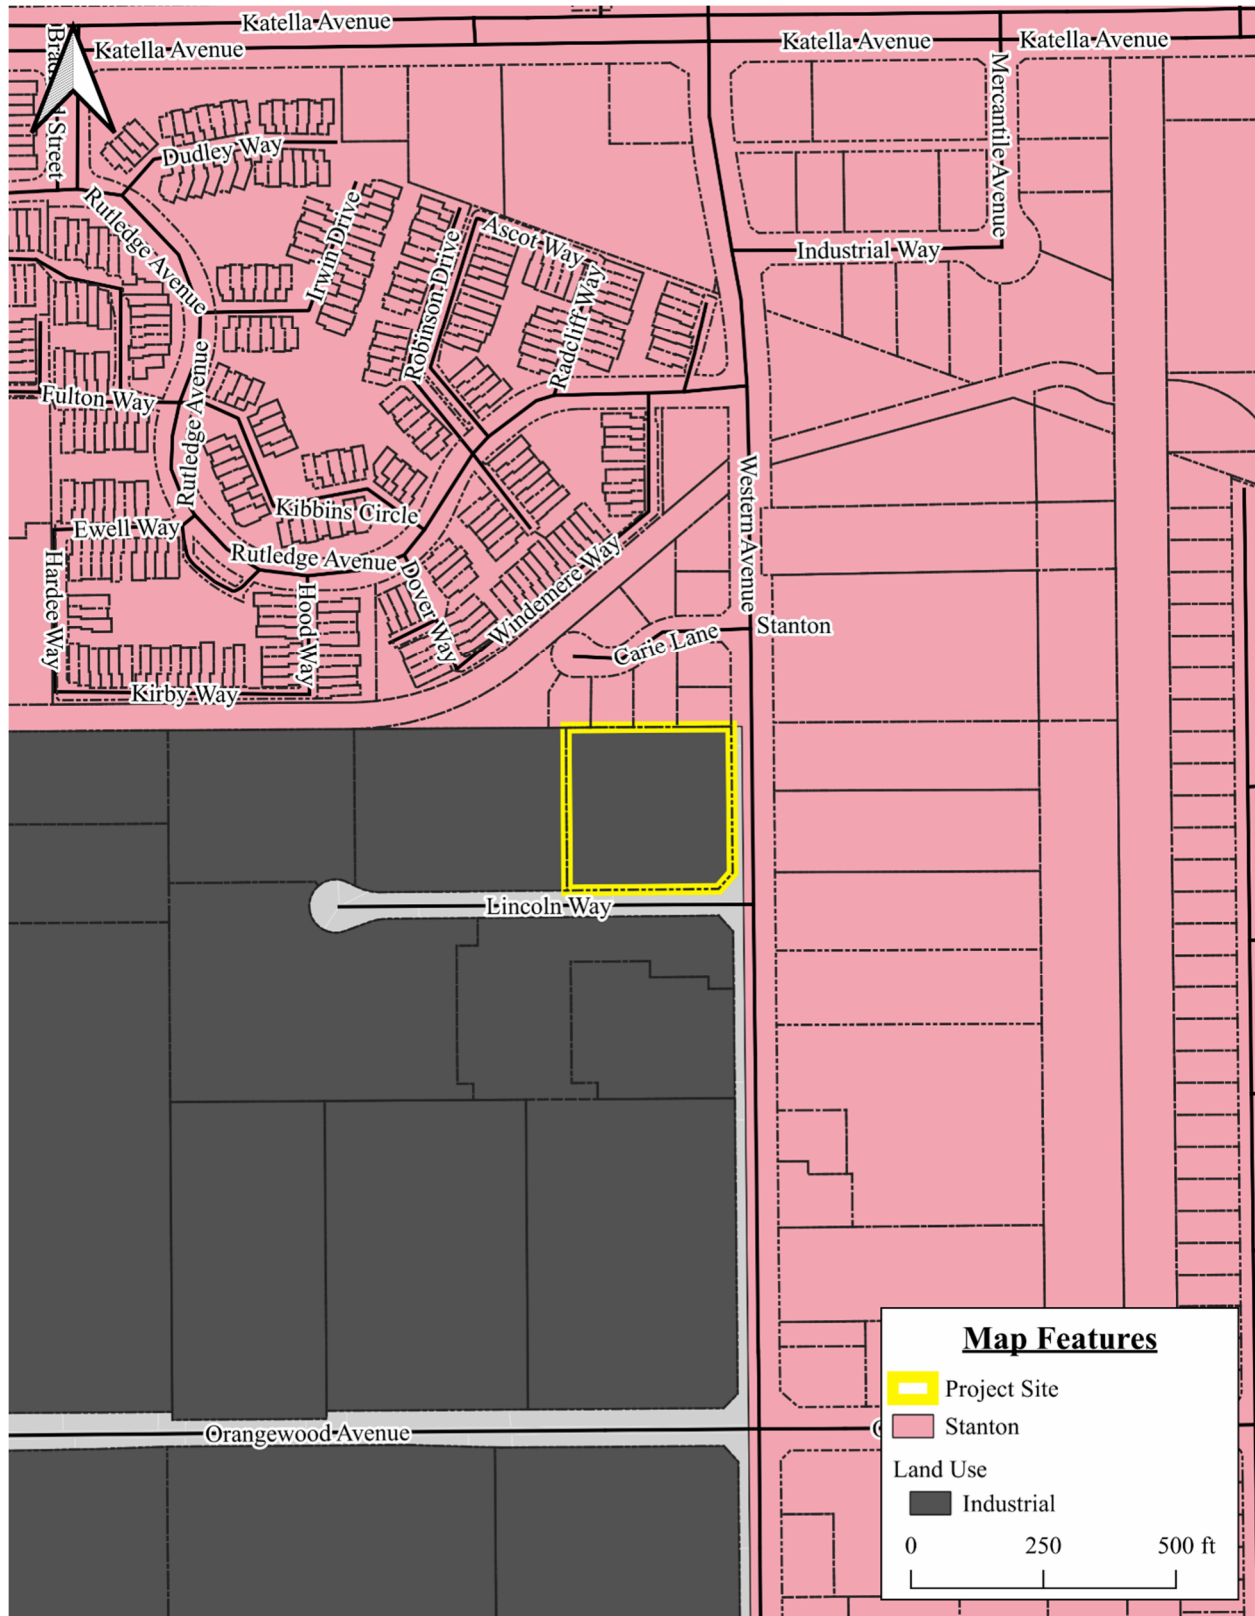 Katella Avenue
Katella Avenue
Katella Avenue
Katella Avenue
Street
Mercantile Avenue
Dudley Way
Rutledge Avenue
Irwin Drive
Robinson Drive
Ascot Way
Radcliff Way
Industrial Way
Fulton Way
Rutledge Avenue
Western Avenue
Kibbins Circle
Ewell Way
Rutledge Avenue
Hardee Way
Hood Way
Dover Way
Windemere Way
Stanton
Carie Lane
Kirby Way
Lincoln Way
Orangewood Avenue
Map Features
Project Site
Stanton
Land Use
Industrial
0 250 500 ft